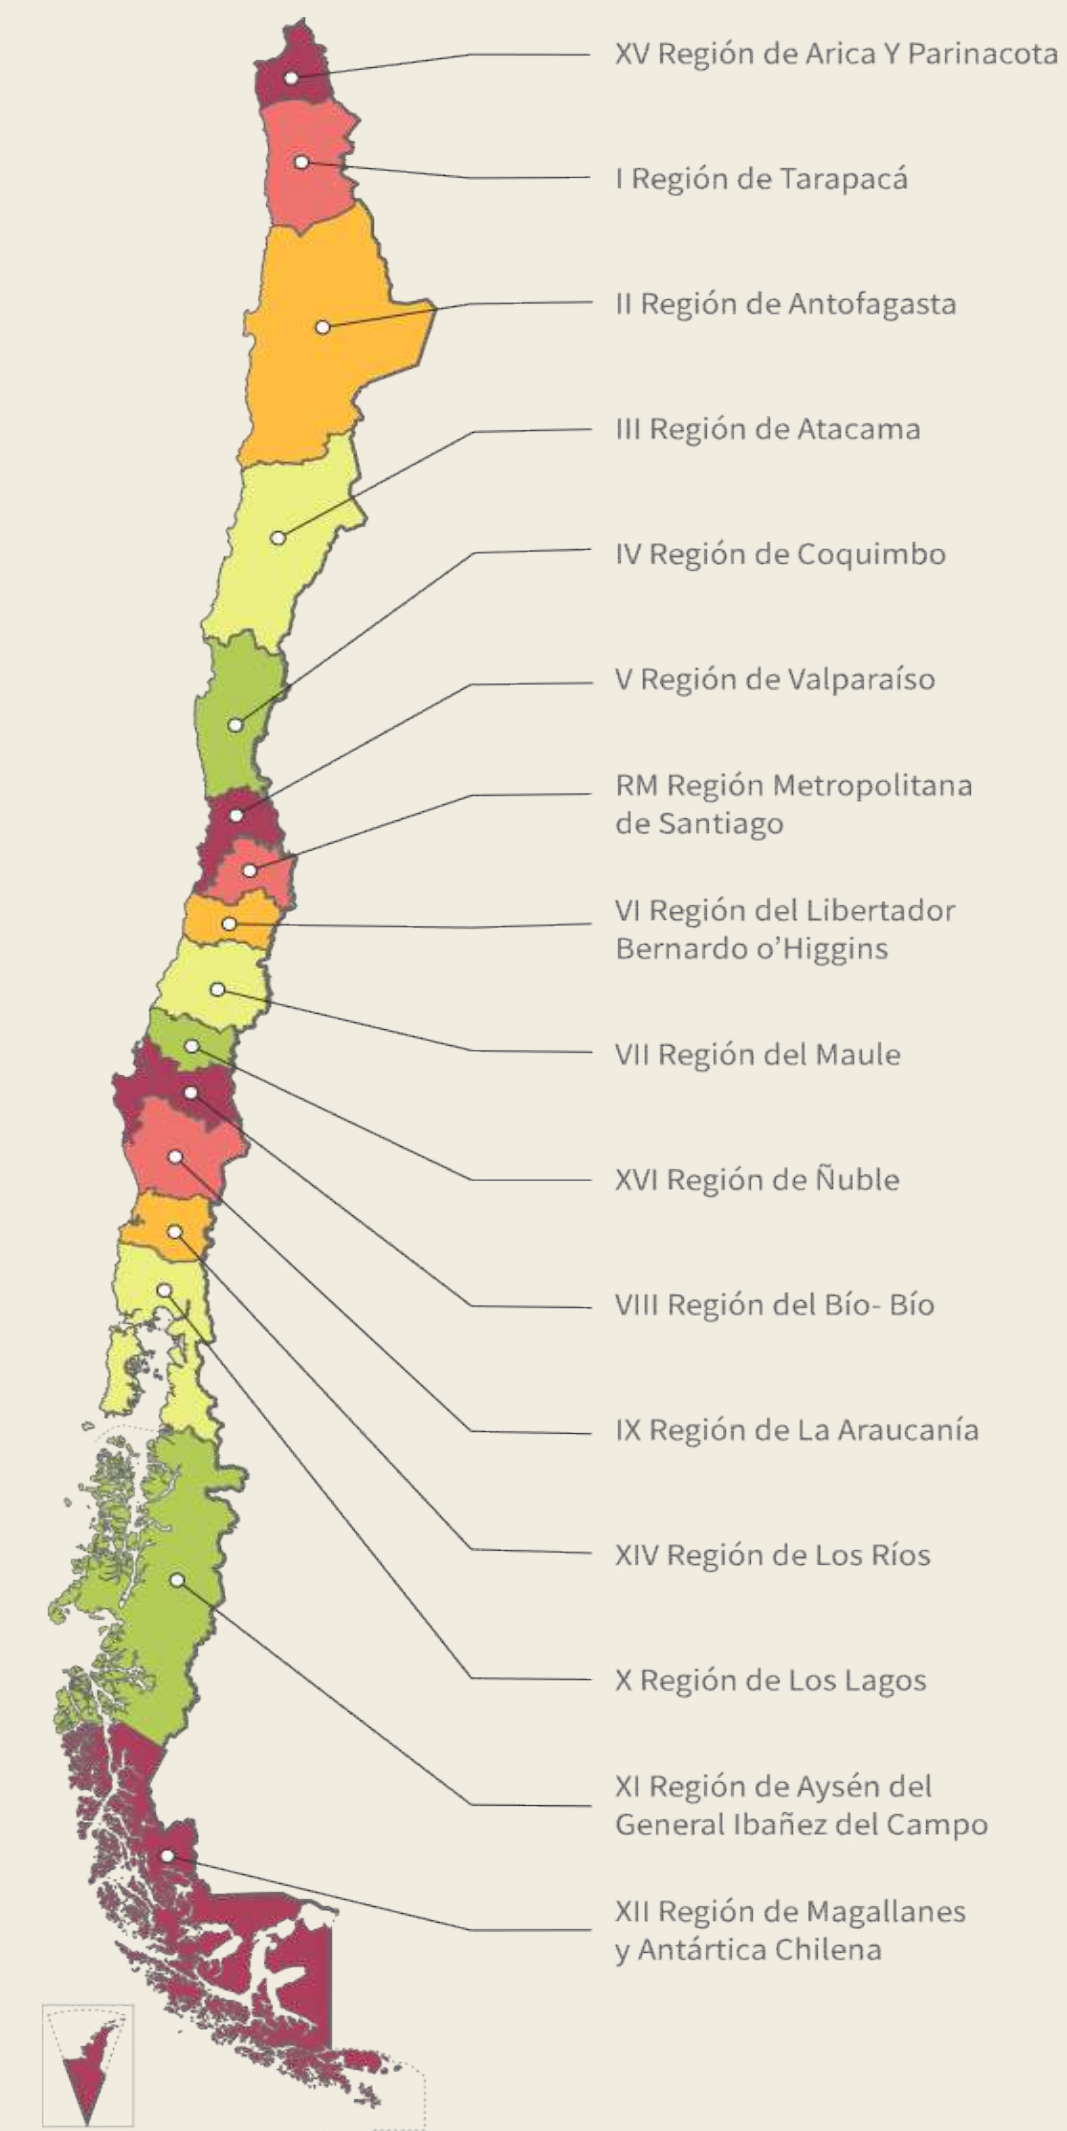 XV Región de Arica Y Parinacota
I Región de Tarapacá
II Región de Antofagasta
III Región de Atacama
IV Región de Coquimbo
V Región de Valparaíso
RM Región Metropolitana
de Santiago
VI Región del Libertador
Bernardo o’Higgins
VII Región del Maule
XVI Región de Ñuble
VIII Región del Bío- Bío
IX Región de La Araucanía
XIV Región de Los Ríos
X Región de Los Lagos
XI Región de Aysén del
General Ibañez del Campo
XII Región de Magallanes
y Antártica Chilena